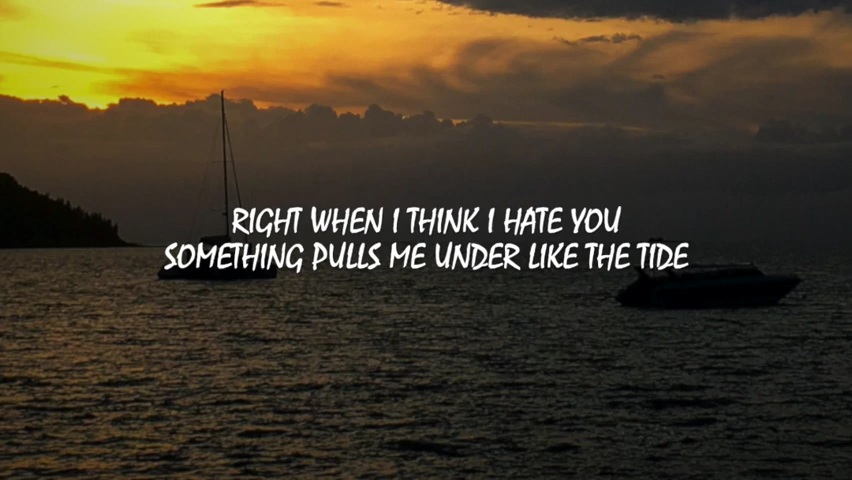 RIGHT WHEN I THINK I HATE YOU
SOMETHING PULLS ME UNDER LIKE THE TIDE